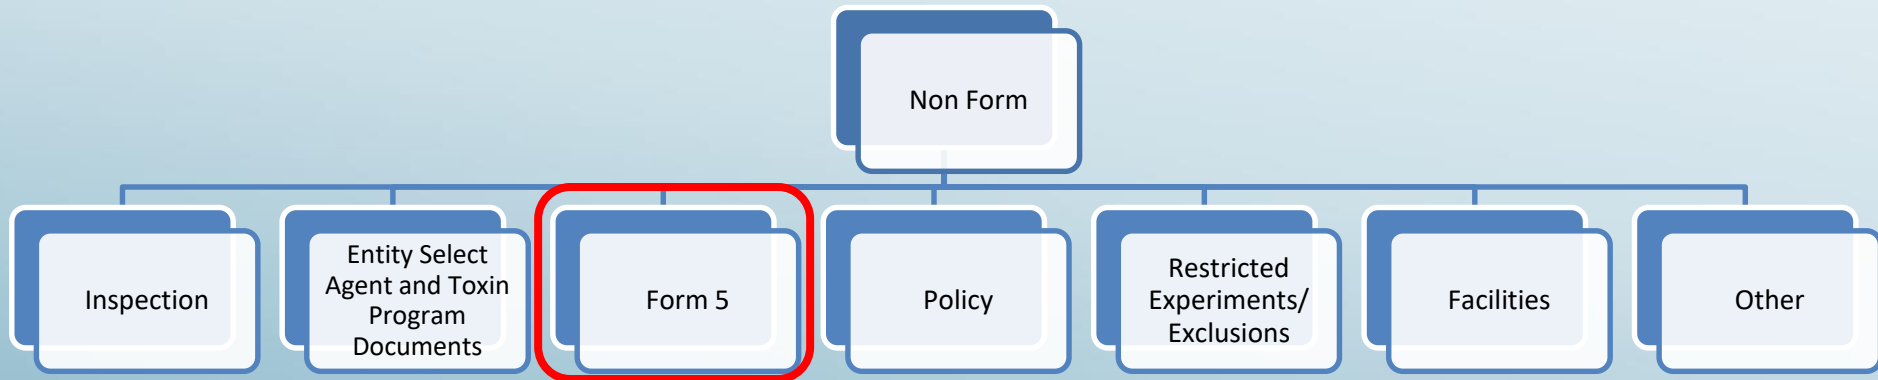 Non Form
Inspection
Entity Select
Agent and Toxin
Program
Documents
Form 5
Policy
Restricted
Experiments/
Exclusions
Facilities
Other